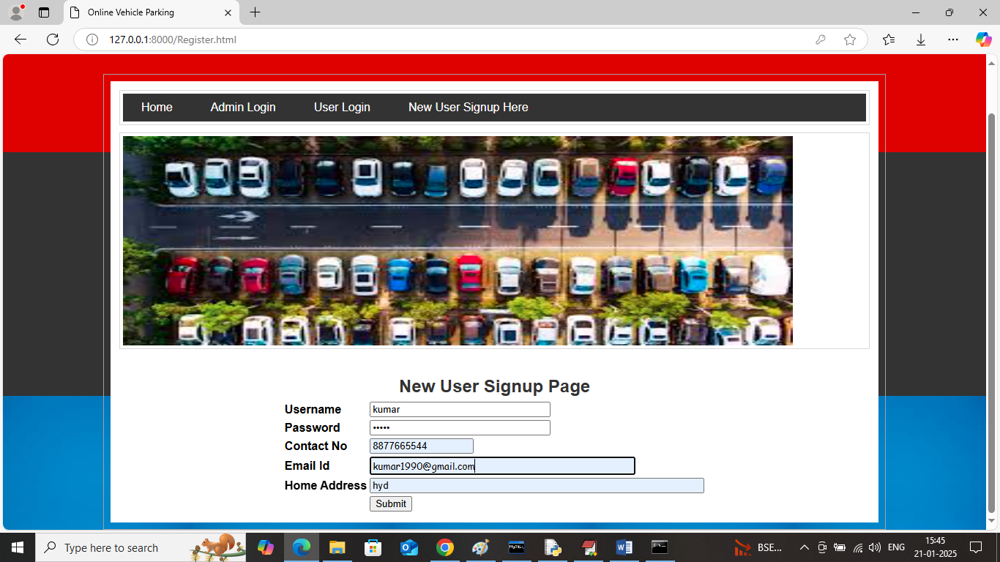 Online Vehicle Parking
127.0.0.1:8000/Register.html
Home Admin Login User Login New User Signup Here
New User Signup Page
Username kumar
Password •••••
Contact No 8877665544
Email Id kumar1990@gmail.com
Home Address hyd
Submit
Type here to search
BSE...
ENG
15:45
21-01-2025